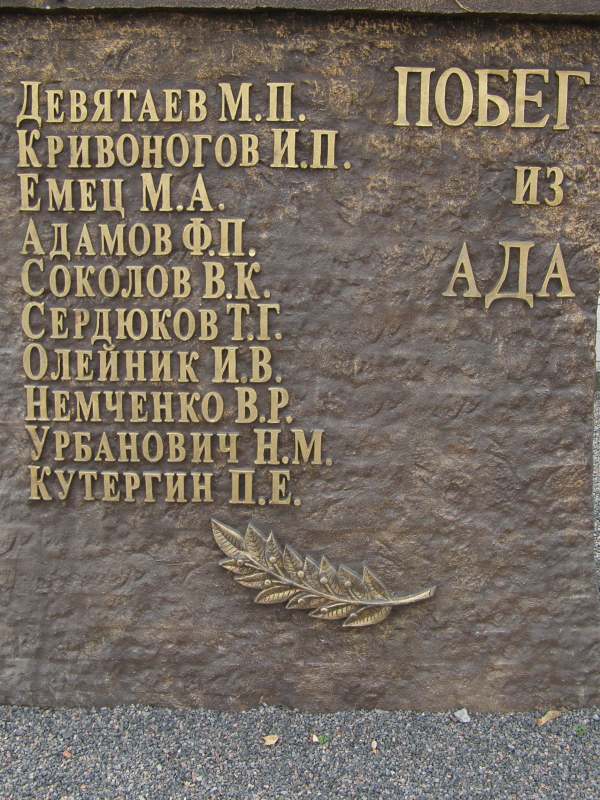 Девятаев М.П.
Кривоногов И.П.
Емец М.А.
Адамов Ф.П.
Соколов В.К.
Сердюков Т.Г.
Олейник И.В.
Немченко В.Р.
Урбанович Н.М.
Кутергин П.Е.
ПОБЕГ
ИЗ
АДА